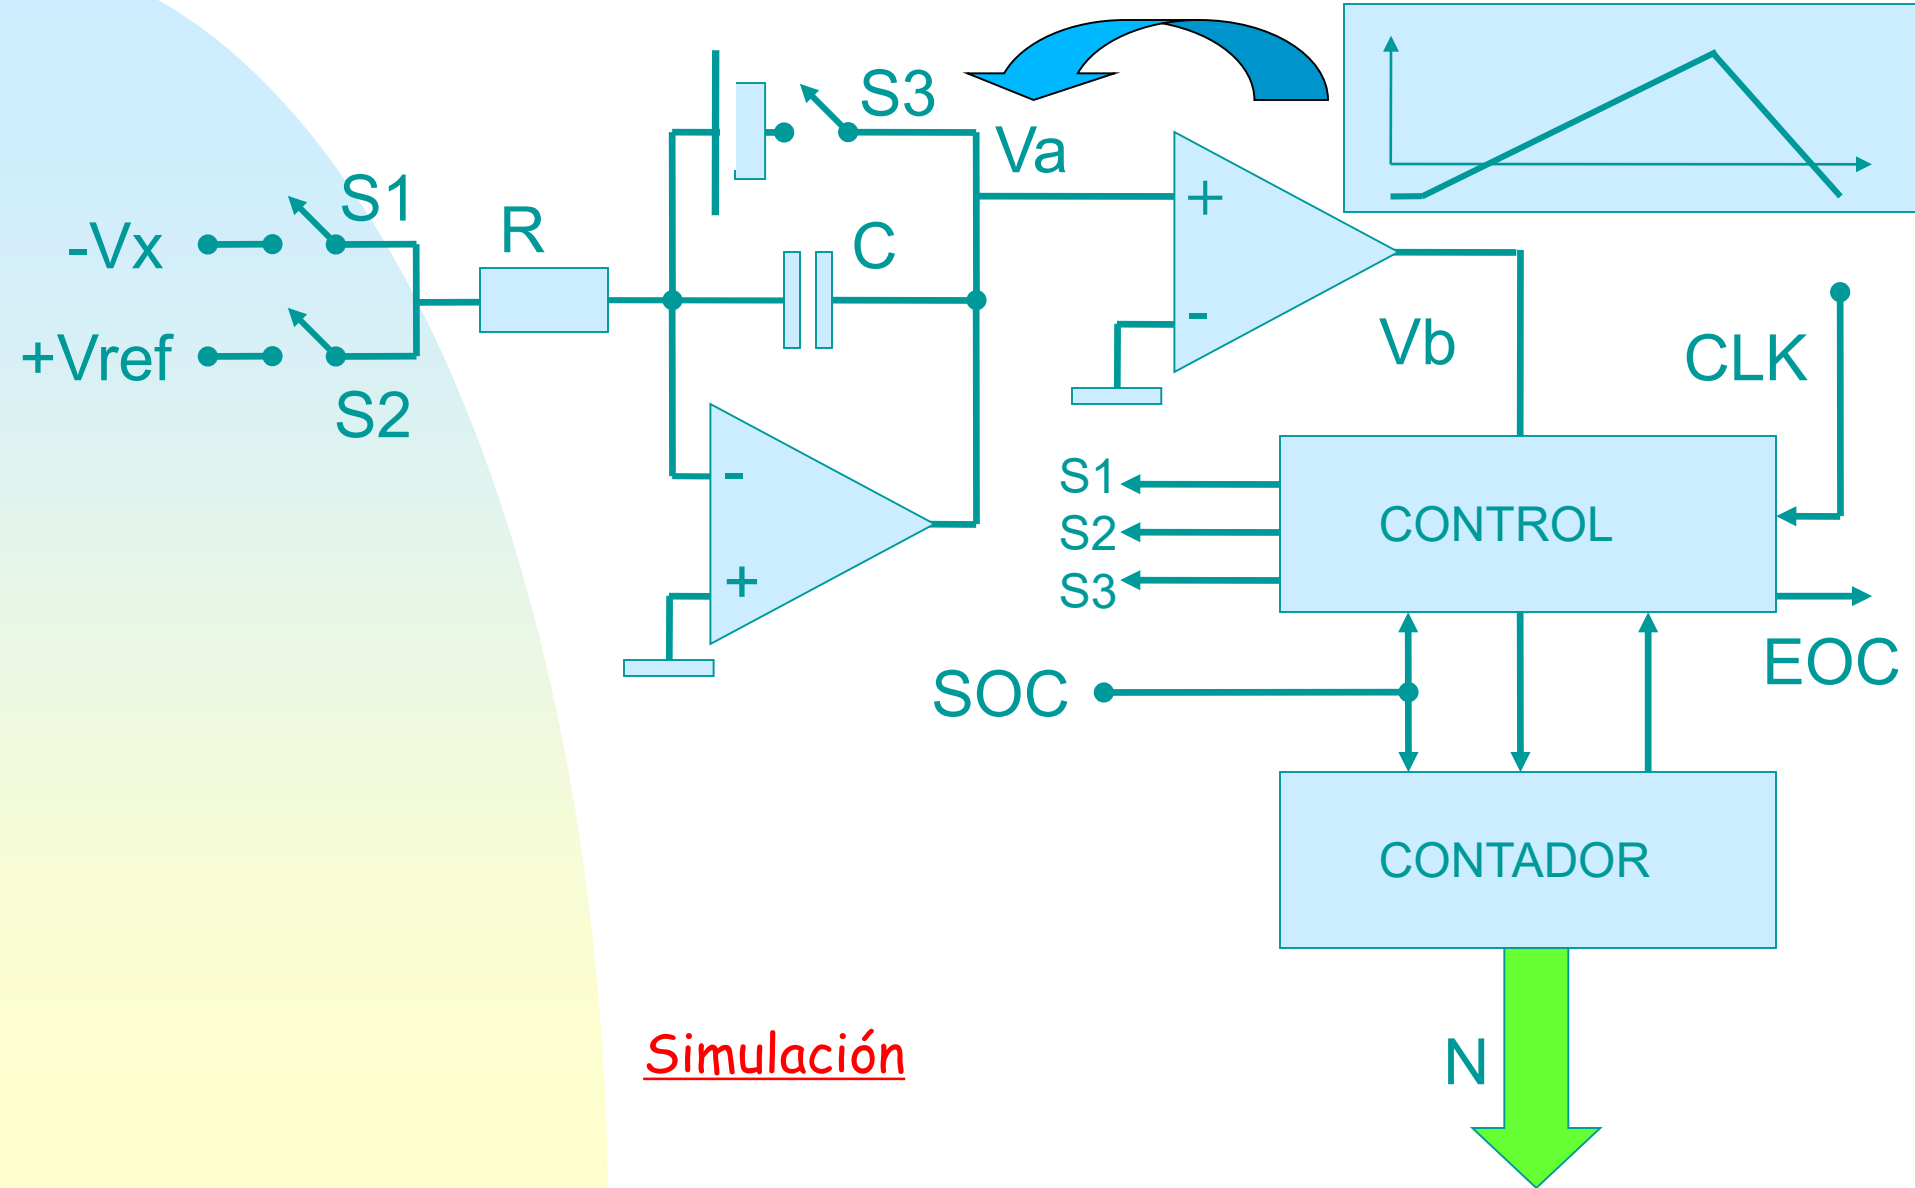 S3
Va
+
S1
-Vx
R
C
-
+Vref
S2
Vb
CLK
-
+
S1
S2
S3
CONTROL
SOC
EOC
CONTADOR
Simulación
N